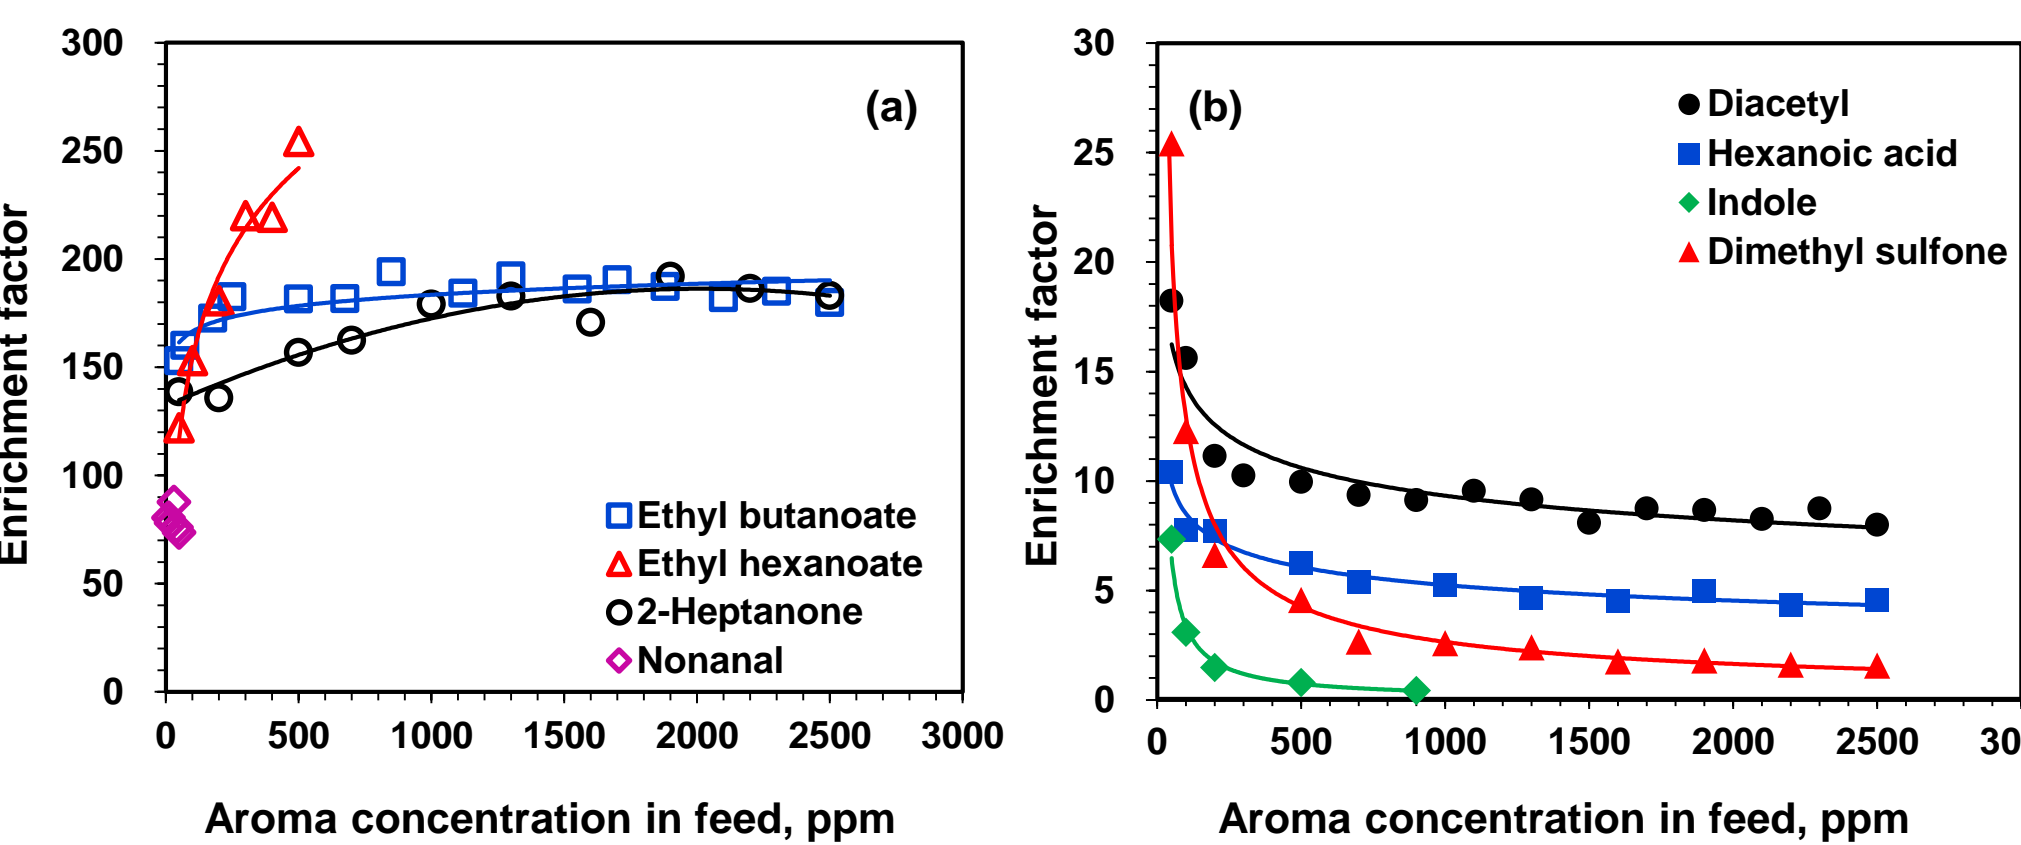 300
250
200
150
100
50
0
Enrichment factor
(a)
Ethyl butanoate
Ethyl hexanoate
2-Heptanone
Nonanal
0 500 1000 1500 2000 2500 3000
Aroma concentration in feed, ppm
30
25
20
15
10
5
0
Enrichment factor
(b)
Diacetyl
Hexanoic acid
Indole
Dimethyl sulfone
0 500 1000 1500 2000 2500 30
Aroma concentration in feed, ppm